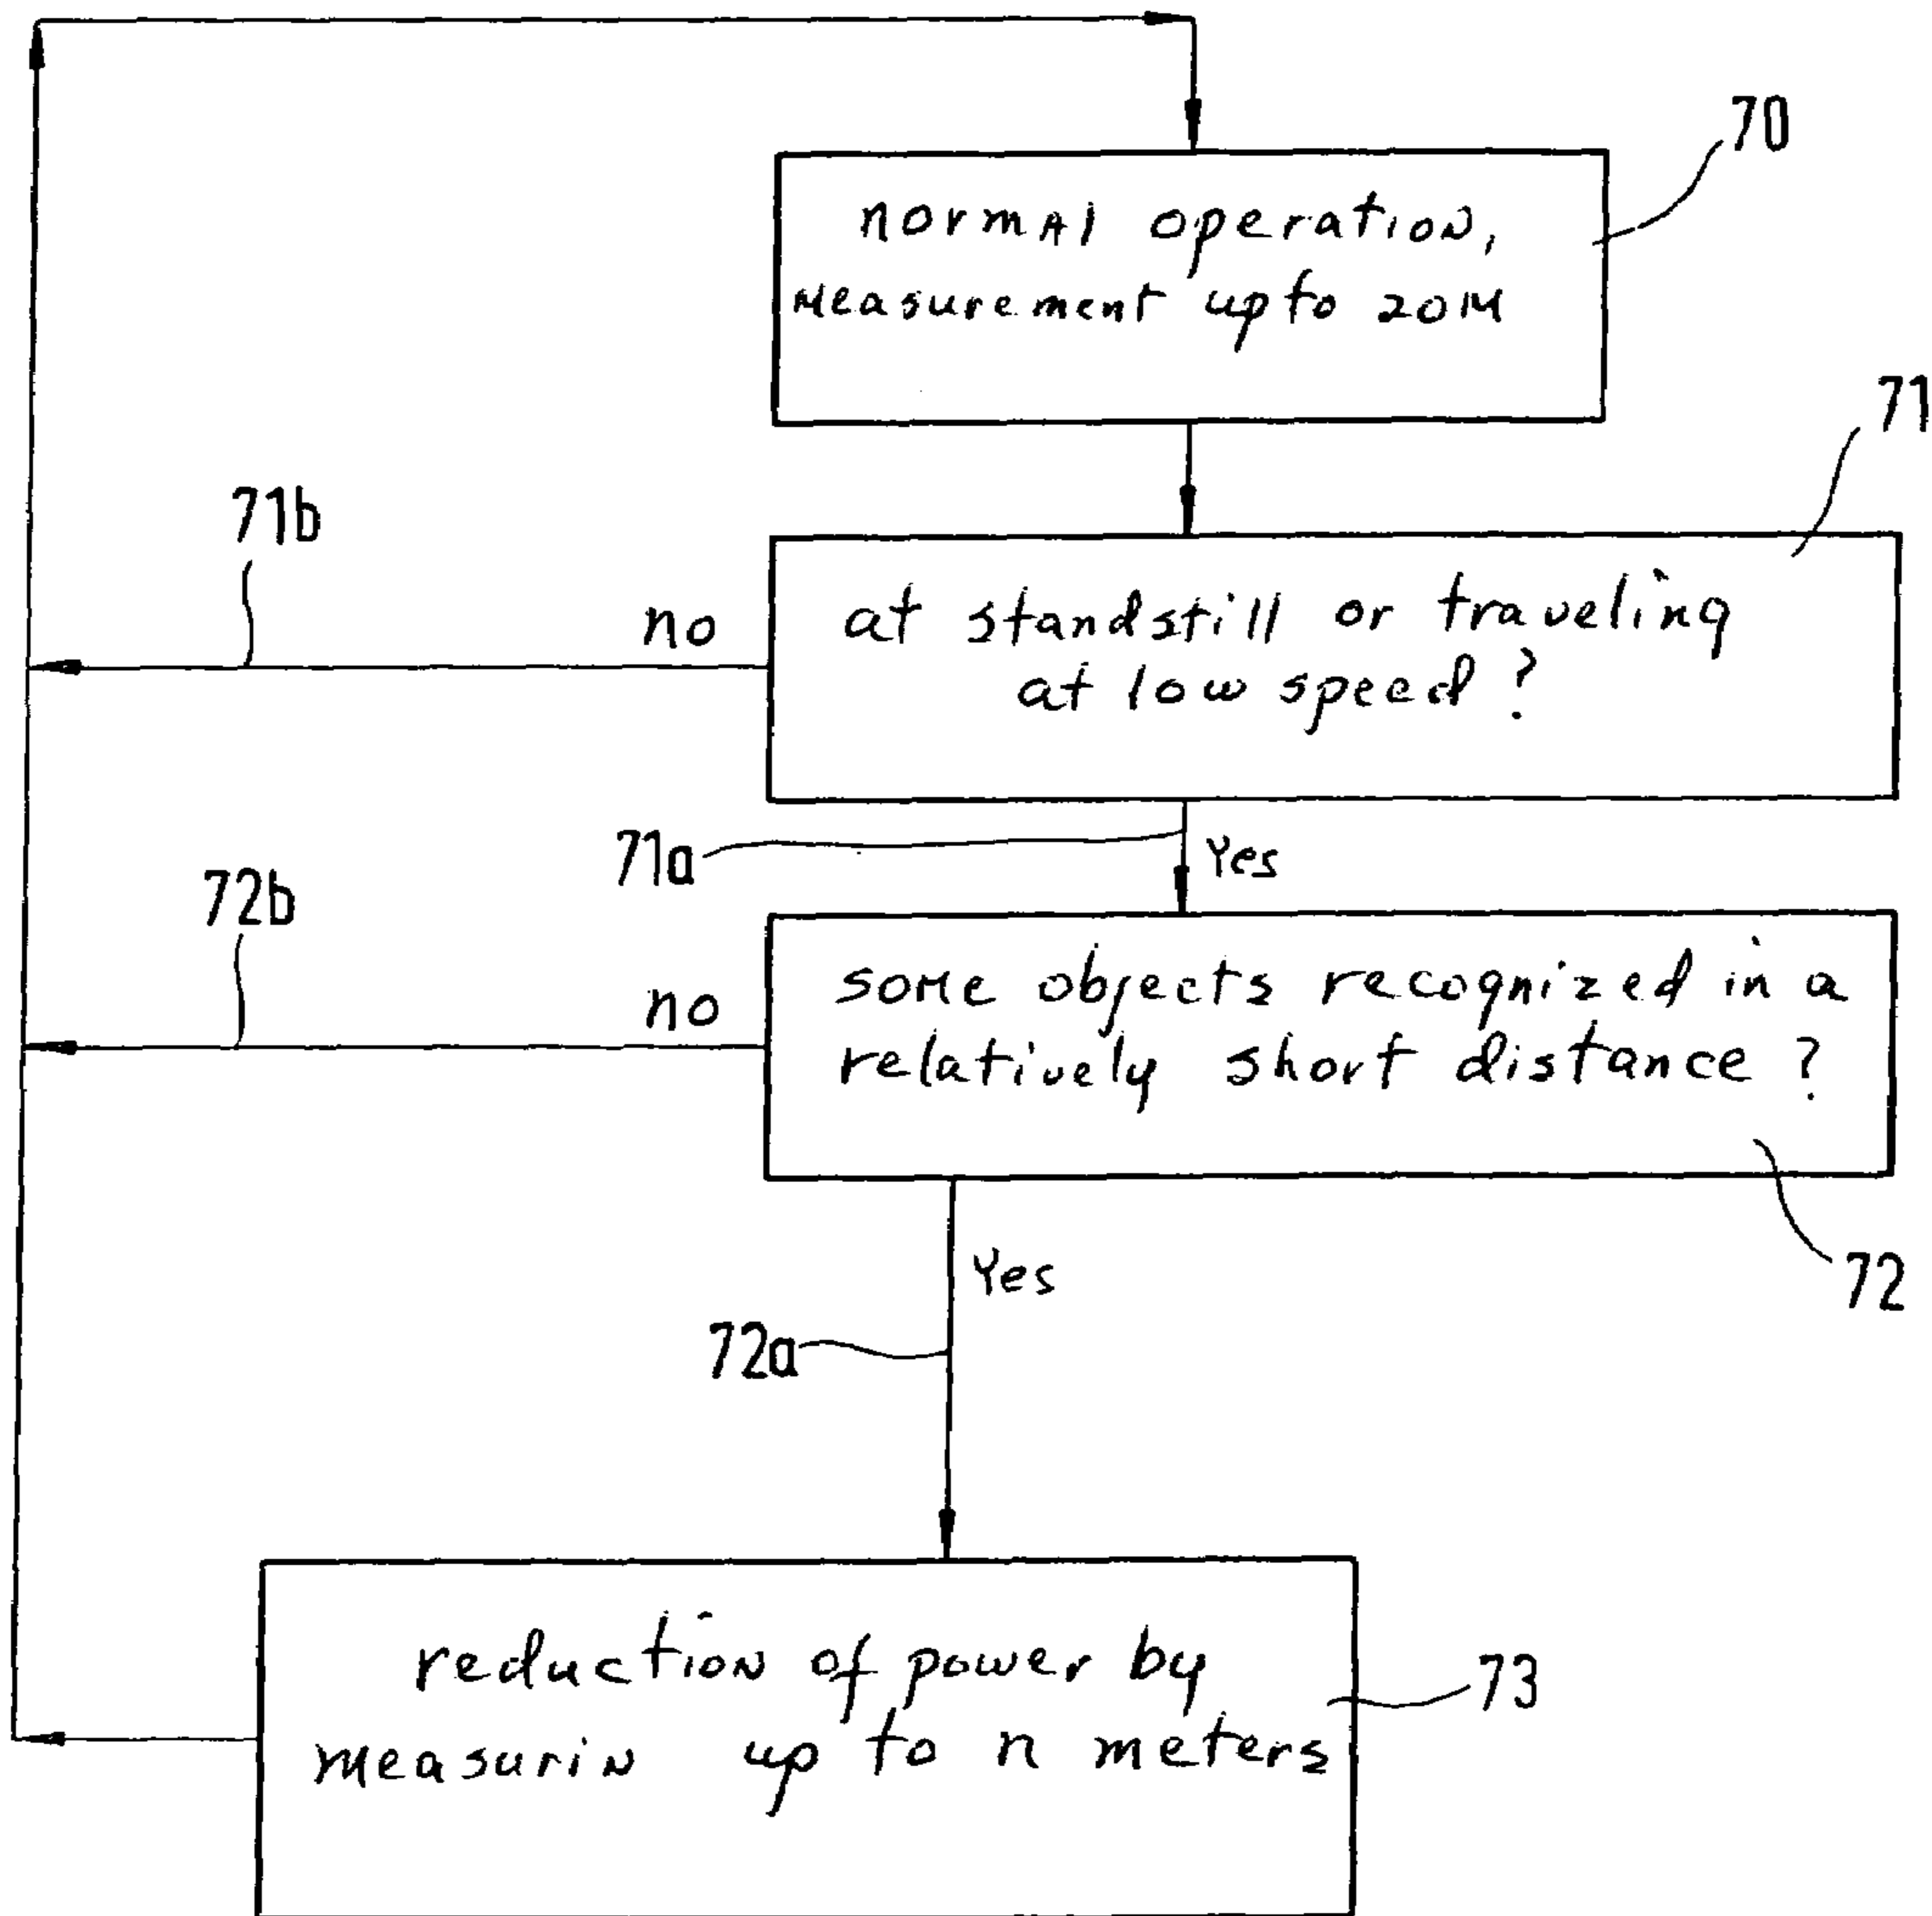 70
normal operation,
measurement up to 20M
71
71b
no
at standstill or traveling
at low speed?
71a
Yes
72b
no
some objects recognized in a
relatively short distance?
72
Yes
72a
reduction of power by
measurin up to n meters
73